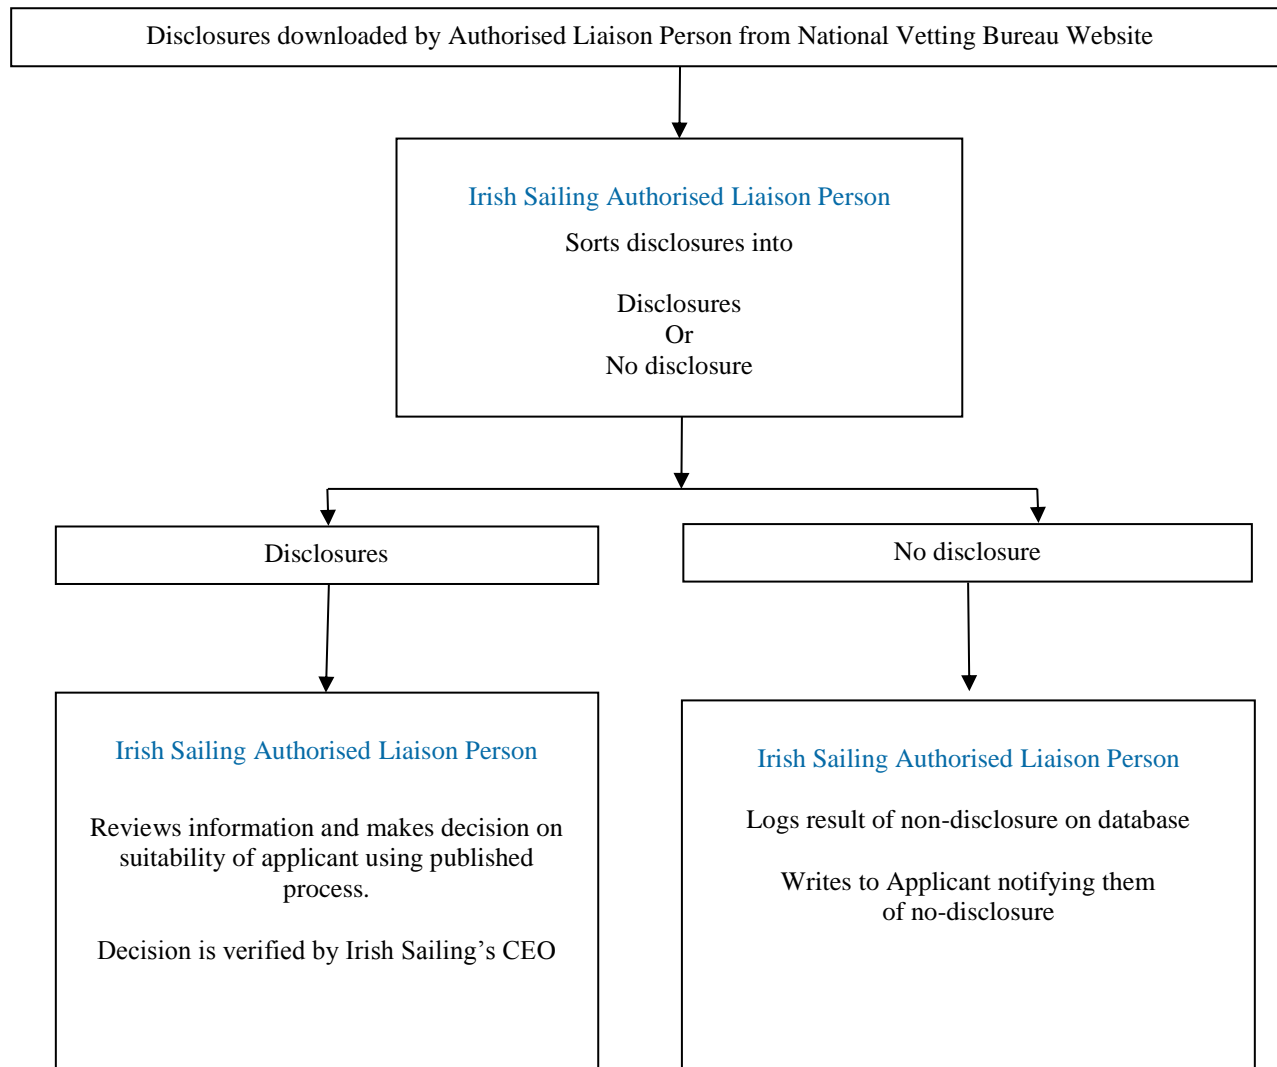 Disclosures downloaded by Authorised Liaison Person from National Vetting Bureau Website
Irish Sailing Authorised Liaison Person
Sorts disclosures into
Disclosures
Or
No disclosure
Disclosures
No disclosure
Irish Sailing Authorised Liaison Person
Reviews information and makes decision on
suitability of applicant using published
process.
Decision is verified by Irish Sailing’s CEO
Irish Sailing Authorised Liaison Person
Logs result of non-disclosure on database
Writes to Applicant notifying them
of no-disclosure